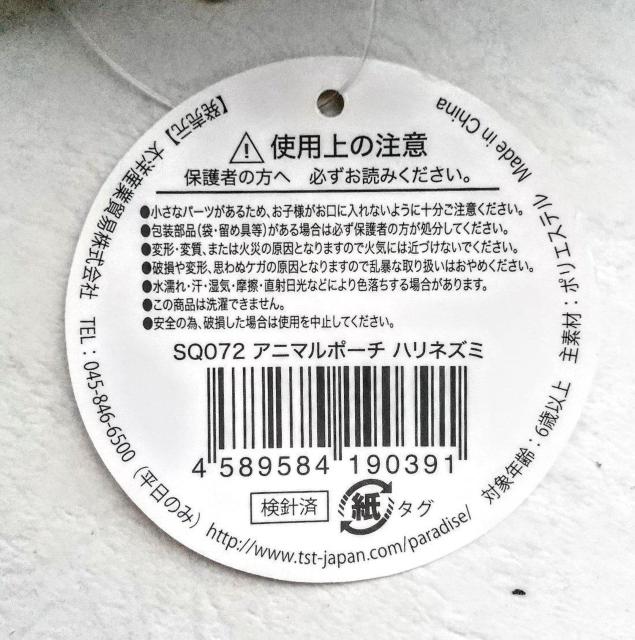 使用上の注意
保護者の方へ 必ずお読みください。
●小さなパーツがあるため、お子様がお口に入れないように十分ご注意ください。
●包装部品(袋・留め具等)がある場合は必ず保護者の方が処分してください。
●変形・変質、または火災の原因となりますので火気には近づけないでください。
●破損や変形、思わぬケガの原因となりますので乱暴な取り扱いはおやめください。
●水濡れ・汗・湿気・摩擦・直射日光などにより色落ちする場合があります。
●この商品は洗濯できません。
●安全の為、破損した場合は使用を中止してください。
SQ072 アニマルポーチ ハリネズミ
4 589584 190391
検針済
紙 タグ
【発売元】太洋産業貿易株式会社 TEL:045-846-6500(平日のみ)
http://www.tst-japan.com/paradise/
対象年齢:6歳以上 主素材:ポリエステル Made in China